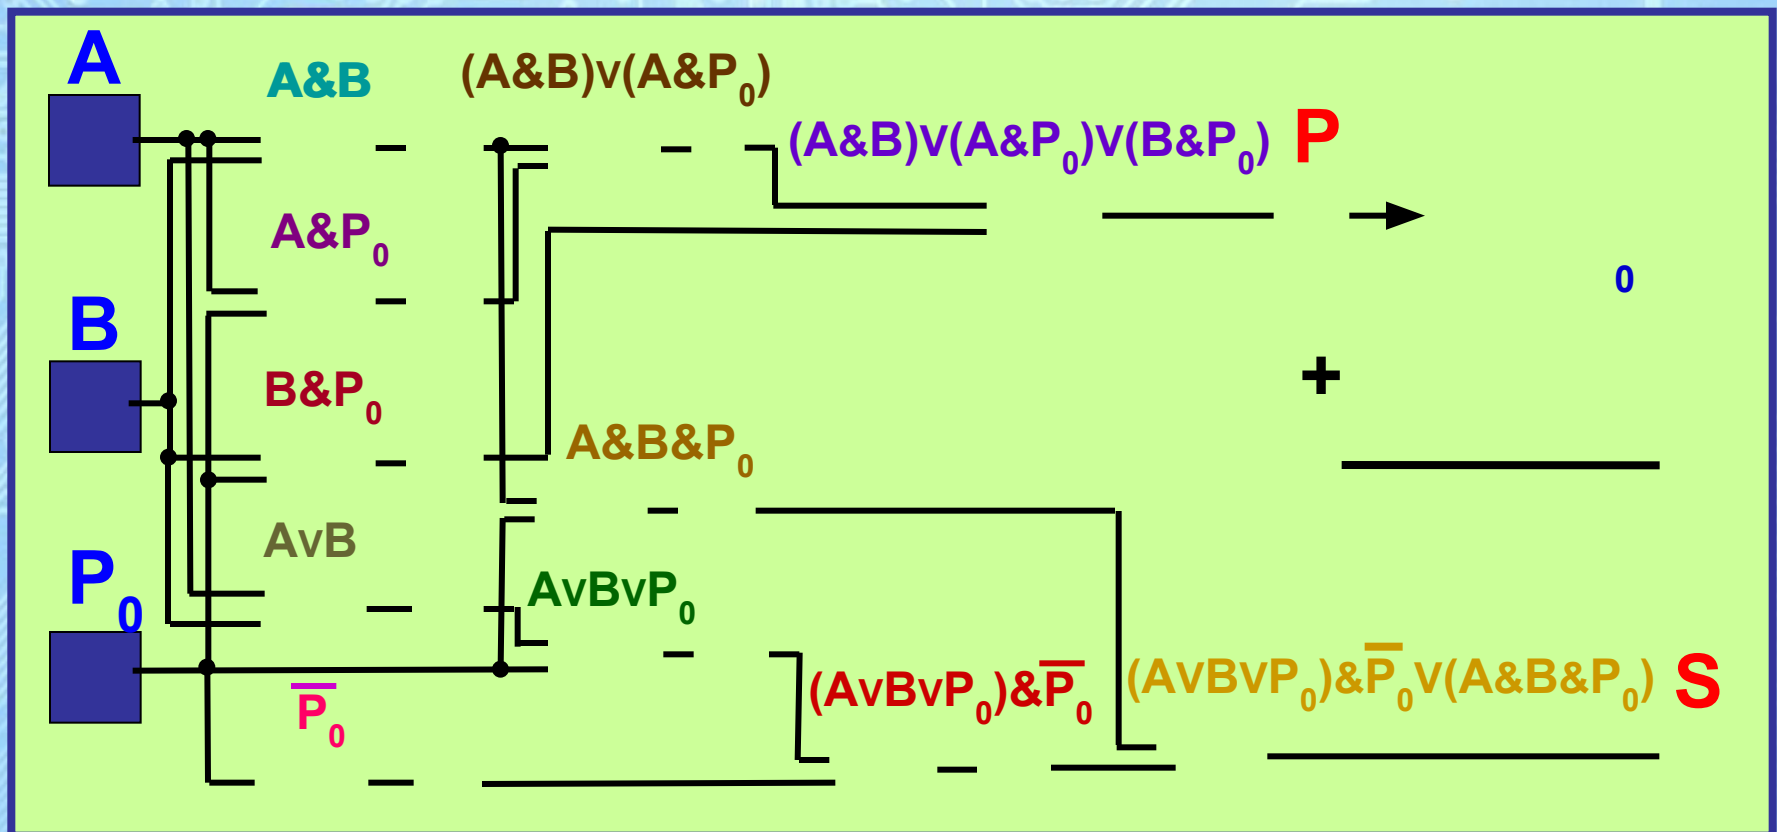 A
A&B
(A&B)v(A&P₀)
(A&B)V(A&P₀)V(B&P₀) P
A&P₀
0
B
+
B&P₀
A&B&P₀
AvB
P₀
AvBvP₀
P̅₀
(AvBvP₀)&P̅₀
(AvBvP₀)&P̅₀V(A&B&P₀) S